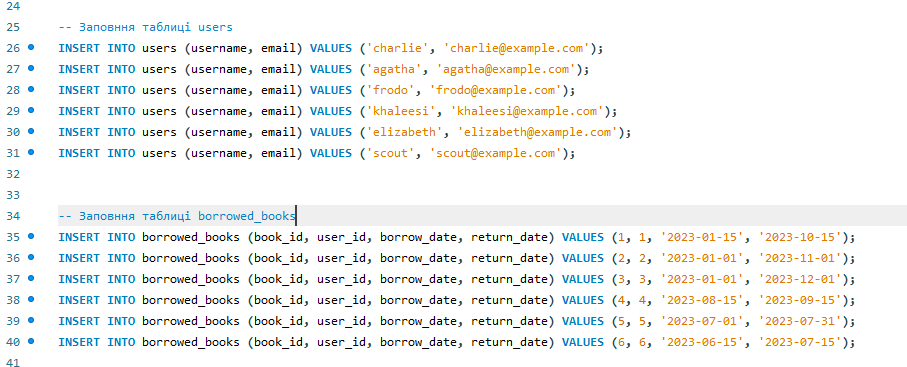 24
25 -- Заповння таблиці users
26 INSERT INTO users (username, email) VALUES ('charlie', 'charlie@example.com');
27 INSERT INTO users (username, email) VALUES ('agatha', 'agatha@example.com');
28 INSERT INTO users (username, email) VALUES ('frodo', 'frodo@example.com');
29 INSERT INTO users (username, email) VALUES ('khaleesi', 'khaleesi@example.com');
30 INSERT INTO users (username, email) VALUES ('elizabeth', 'elizabeth@example.com');
31 INSERT INTO users (username, email) VALUES ('scout', 'scout@example.com');
32
33
34 -- Заповння таблиці borrowed_books
35 INSERT INTO borrowed_books (book_id, user_id, borrow_date, return_date) VALUES (1, 1, '2023-01-15', '2023-10-15');
36 INSERT INTO borrowed_books (book_id, user_id, borrow_date, return_date) VALUES (2, 2, '2023-01-01', '2023-11-01');
37 INSERT INTO borrowed_books (book_id, user_id, borrow_date, return_date) VALUES (3, 3, '2023-01-01', '2023-12-01');
38 INSERT INTO borrowed_books (book_id, user_id, borrow_date, return_date) VALUES (4, 4, '2023-08-15', '2023-09-15');
39 INSERT INTO borrowed_books (book_id, user_id, borrow_date, return_date) VALUES (5, 5, '2023-07-01', '2023-07-31');
40 INSERT INTO borrowed_books (book_id, user_id, borrow_date, return_date) VALUES (6, 6, '2023-06-15', '2023-07-15');
41